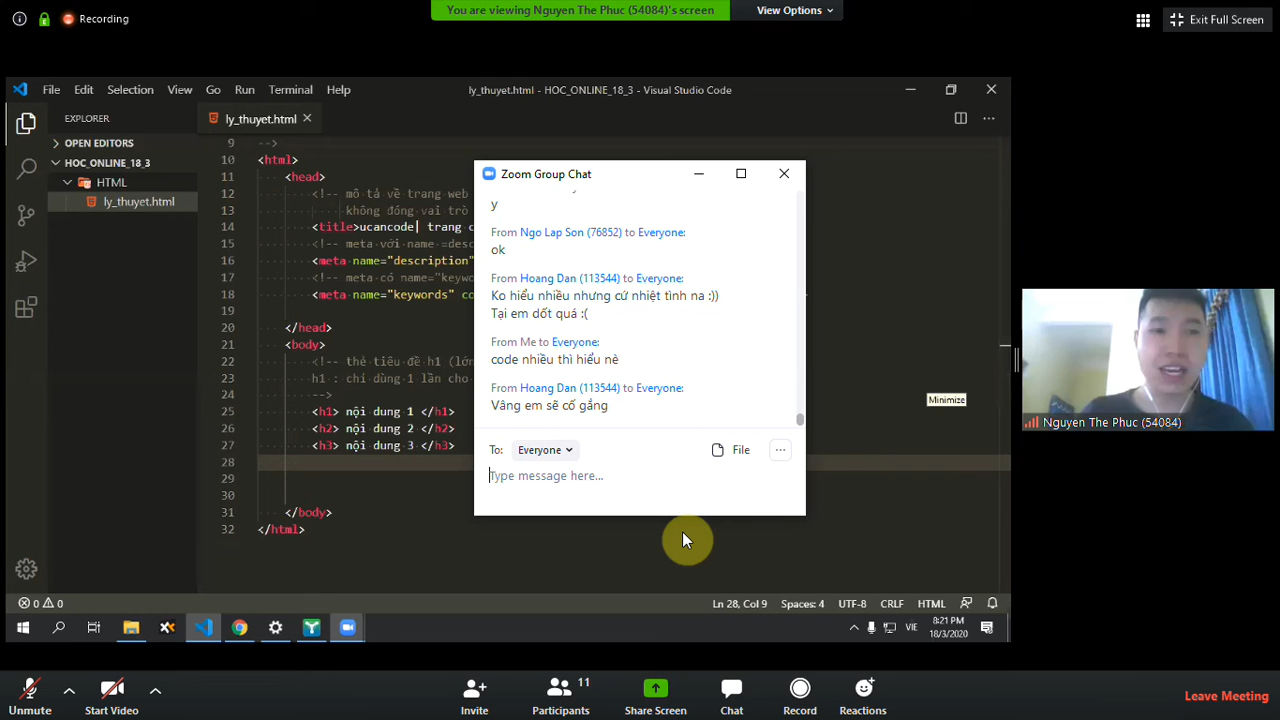 Recording
You are viewing Nguyen The Phuc (54084)'s screen
View Options
Exit Full Screen
File Edit Selection View Go Run Terminal Help
ly_thuyet.html - HOC_ONLINE_18_3 - Visual Studio Code
EXPLORER
ly_thuyet.html
OPEN EDITORS
HOC_ONLINE_18_3
HTML
ly_thuyet.html
9 -->
10 <html>
11 <head>
12 <!-- mô tả về trang web
13 không đóng vai trò
14 <title>ucancode| trang c
15 <!-- meta với name =desc
16 <meta name="description"
17 <!-- meta có name="keyw
18 <meta name="keywords" co
19
20 </head>
21 <body>
22 <!-- thẻ tiêu đề h1 (lớn
23 h1 : chỉ dùng 1 lần cho
24 -->
25 <h1> nội dung 1 </h1>
26 <h2> nội dung 2 </h2>
27 <h3> nội dung 3 </h3>
28
29
30
31 </body>
32 </html>
Zoom Group Chat
y
From Ngo Lap Son (76852) to Everyone:
ok
From Hoang Dan (113544) to Everyone:
Ko hiểu nhiều nhưng cứ nhiệt tình na :))
Tại em dốt quá :(
From Me to Everyone:
code nhiều thì hiểu nè
From Hoang Dan (113544) to Everyone:
Vâng em sẽ cố gắng
To: Everyone
File
Type message here...
Minimize
Nguyen The Phuc (54084)
0 0
Ln 28, Col 9 Spaces: 4 UTF-8 CRLF HTML
VIE
8:21 PM
18/3/2020
Unmute
Start Video
Invite
11
Participants
Share Screen
Chat
Record
Reactions
Leave Meeting